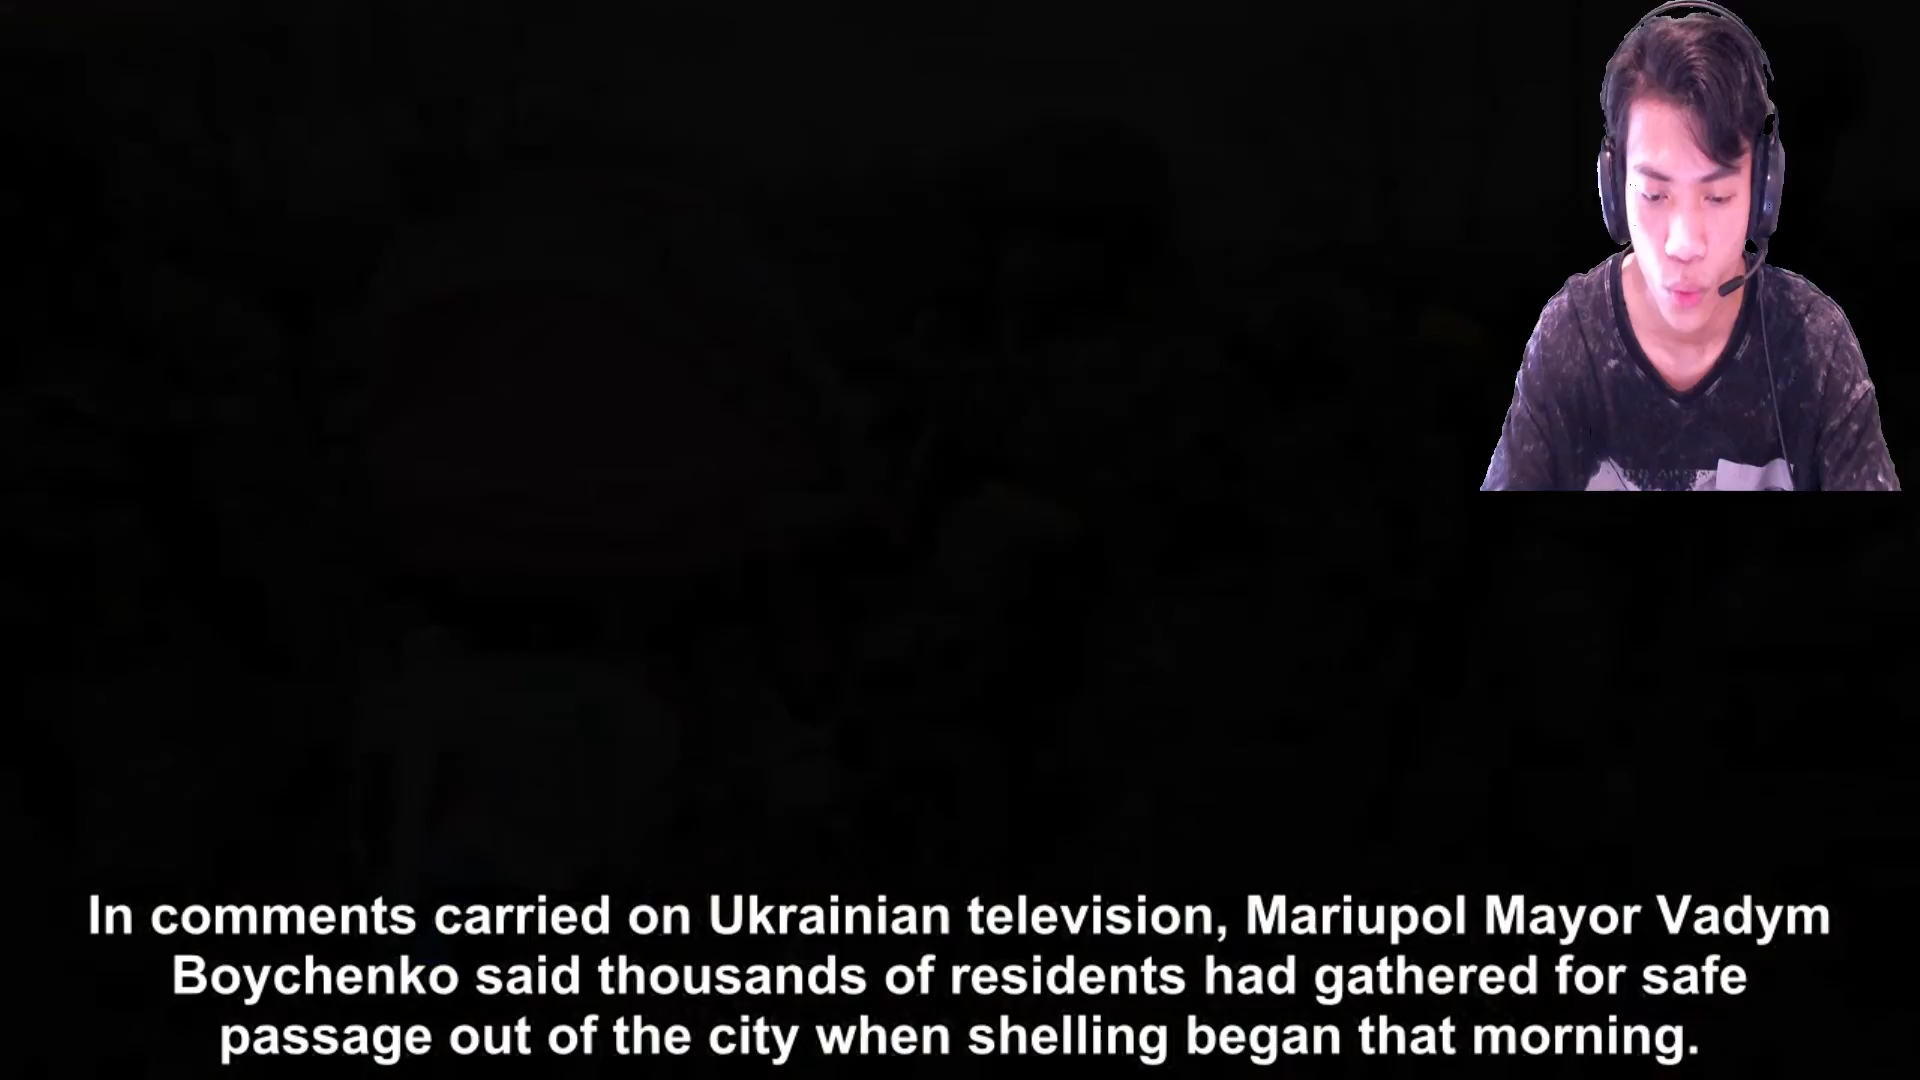 In comments carried on Ukrainian television, Mariupol Mayor Vadym
Boychenko said thousands of residents had gathered for safe
passage out of the city when shelling began that morning.